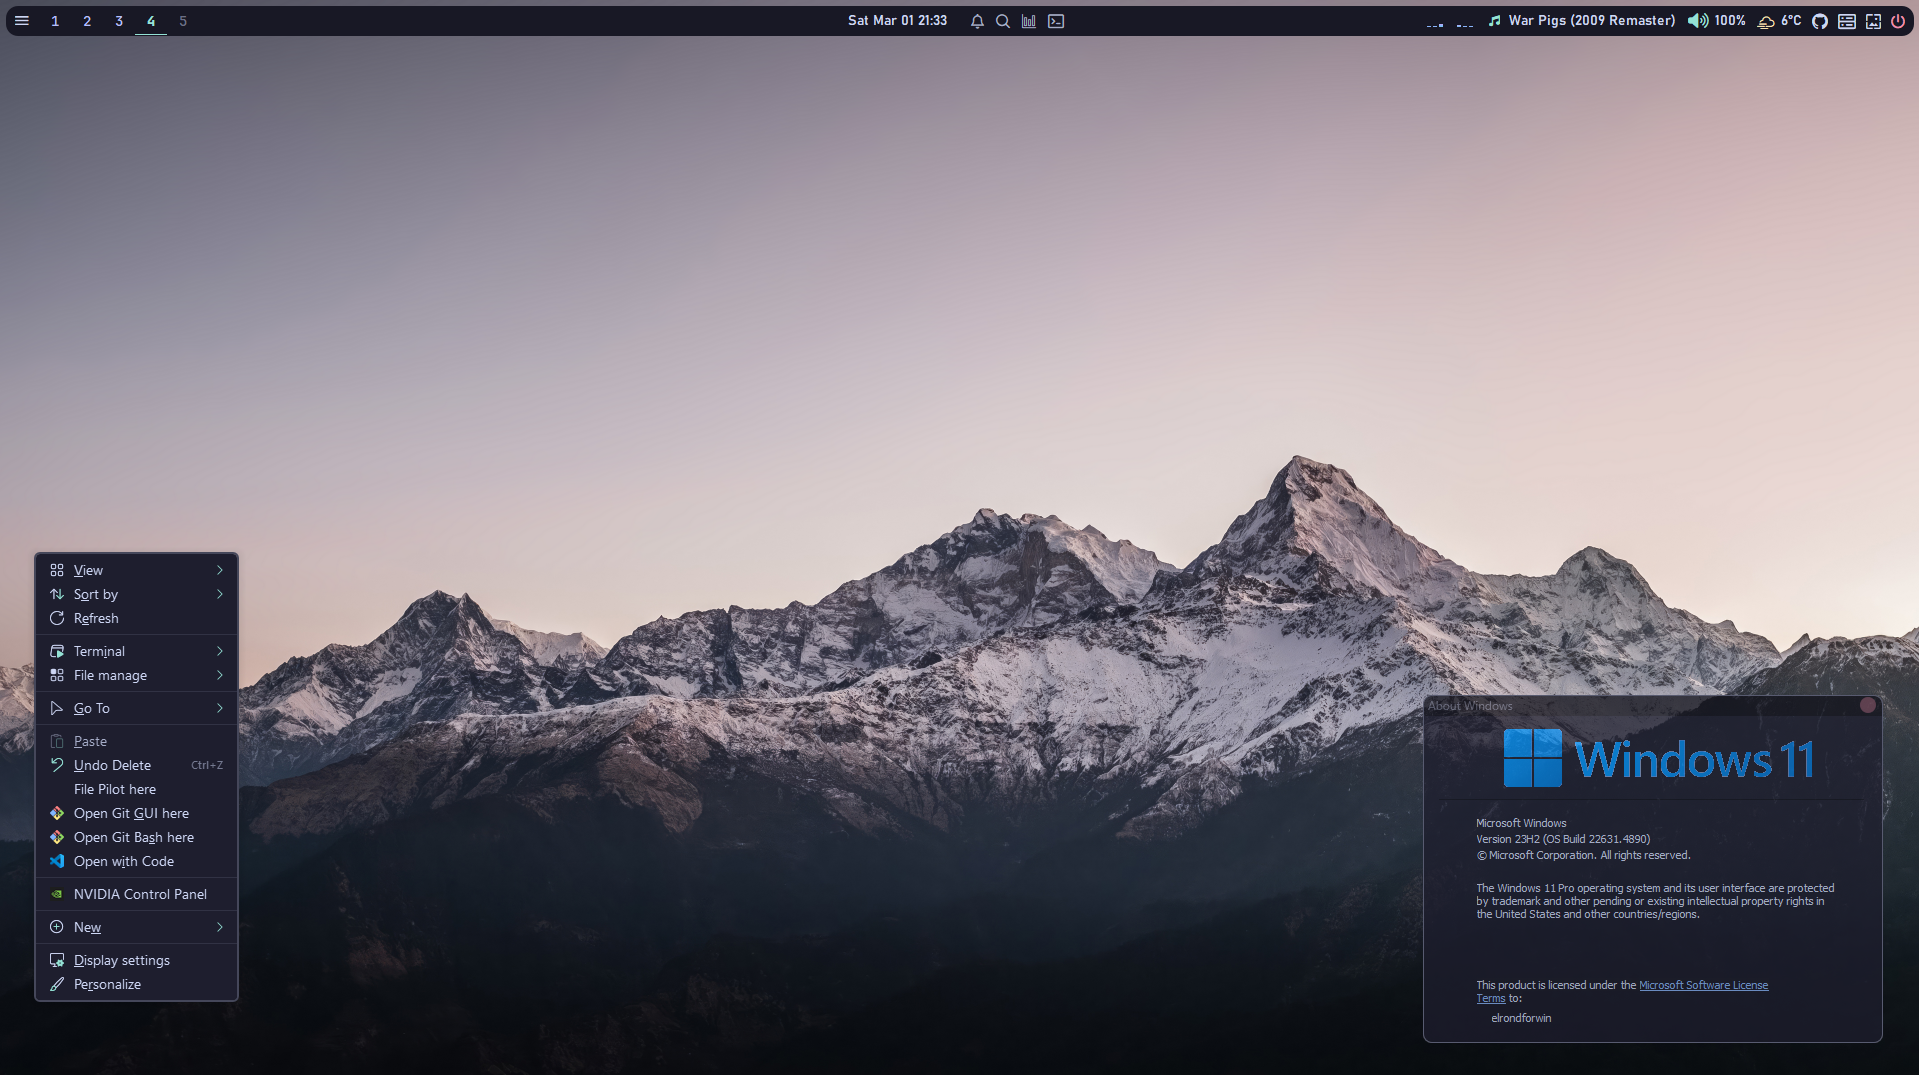 1 2 3 4 5
Sat Mar 01 21:33
War Pigs (2009 Remaster) 100% 6°C
View
Sort by
Refresh
Terminal
File manage
Go To
Paste
Undo Delete Ctrl+Z
File Pilot here
Open Git GUI here
Open Git Bash here
Open with Code
NVIDIA Control Panel
New
Display settings
Personalize
About Windows
Windows 11
Microsoft Windows
Version 23H2 (OS Build 22631.4890)
© Microsoft Corporation. All rights reserved.
The Windows 11 Pro operating system and its user interface are protected
by trademark and other pending or existing intellectual property rights in
the United States and other countries/regions.
This product is licensed under the Microsoft Software License
Terms to:
elrondforwin